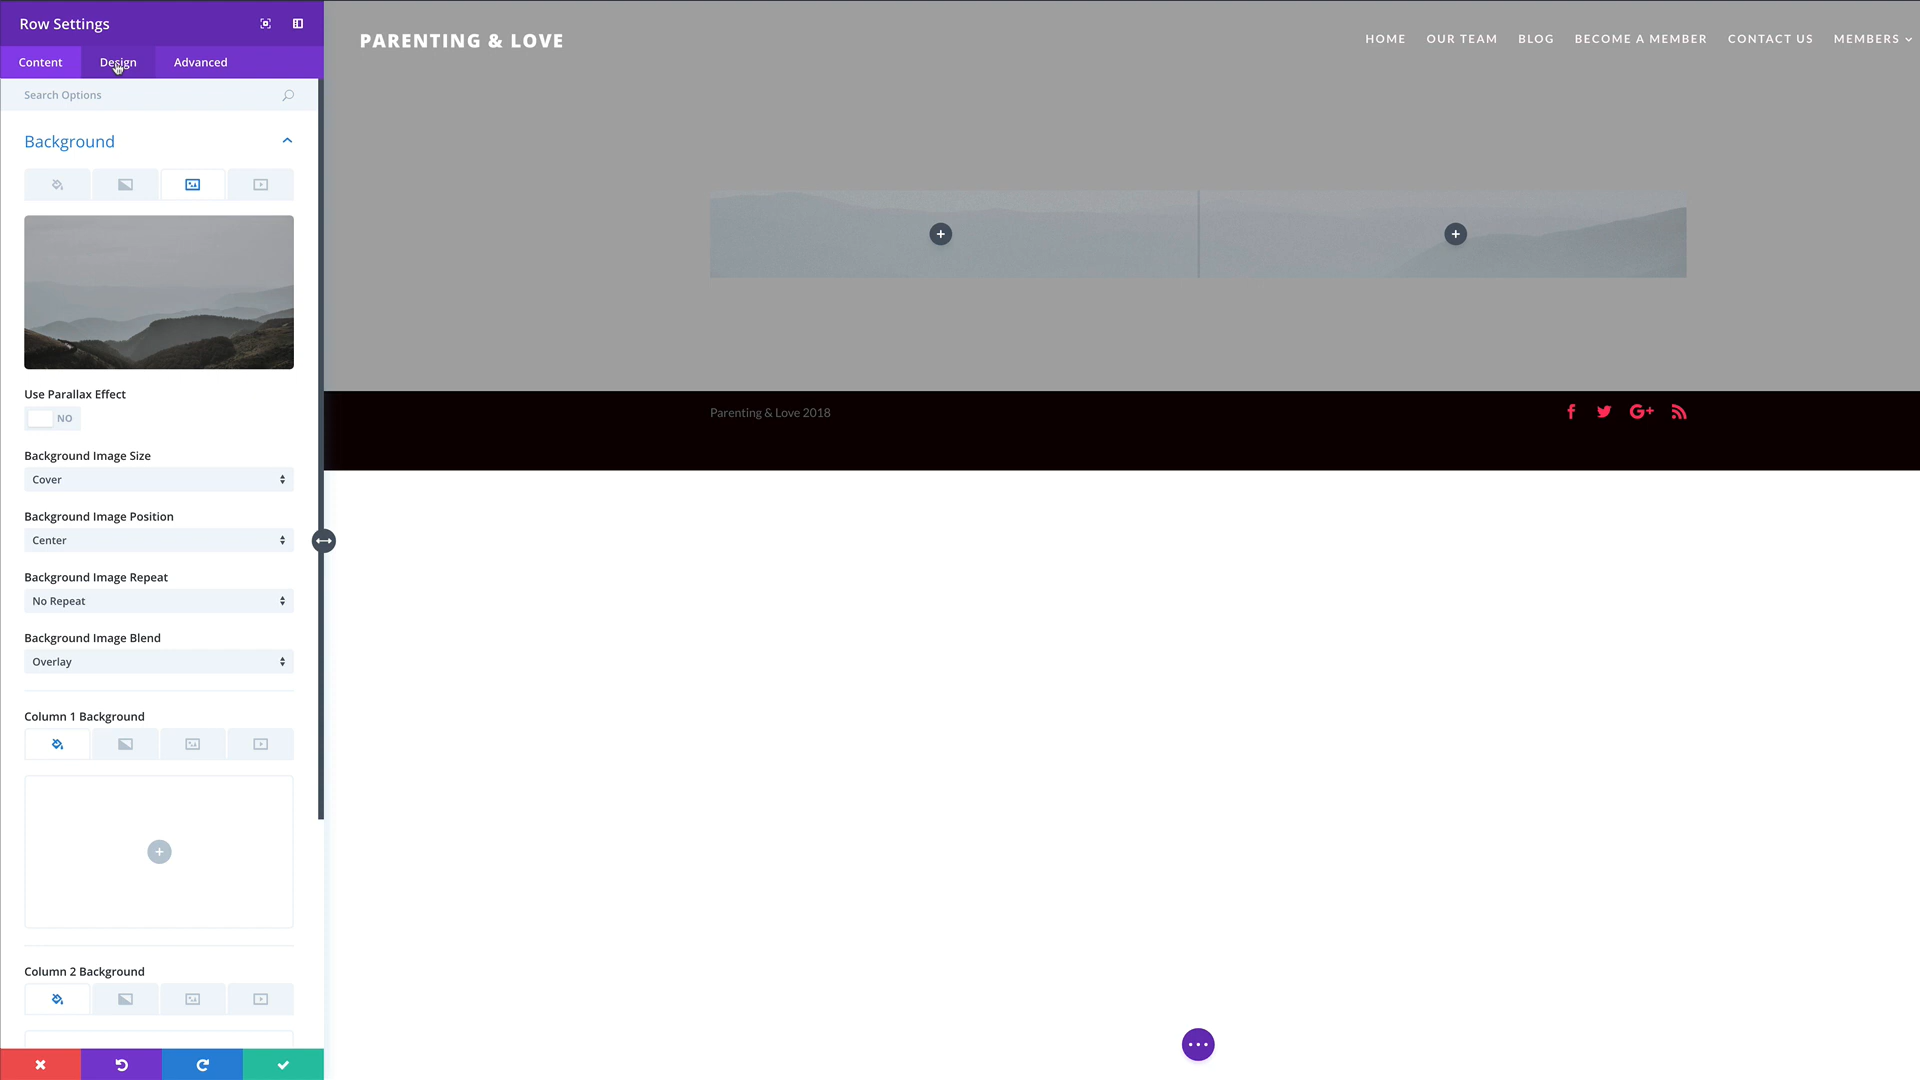 Row Settings
Content Design Advanced
Search Options
Background
Use Parallax Effect
NO
Background Image Size
Cover
Background Image Position
Center
Background Image Repeat
No Repeat
Background Image Blend
Overlay
Column 1 Background
Column 2 Background
PARENTING & LOVE
HOME OUR TEAM BLOG BECOME A MEMBER CONTACT US MEMBERS
Parenting & Love 2018